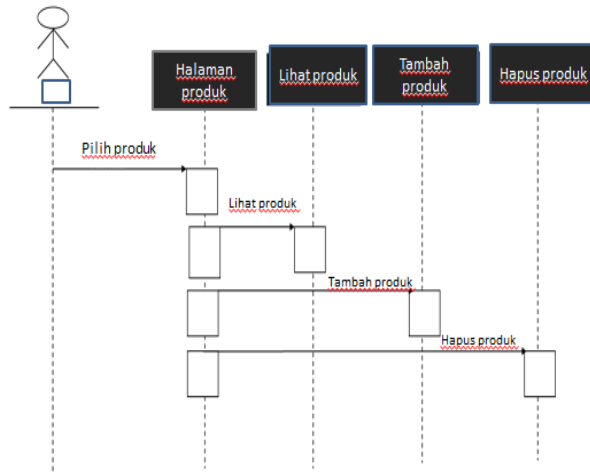 Halaman
produk
Lihat produk
Tambah
produk
Hapus produk
Pilih produk
Lihat produk
Tambah produk
Hapus produk